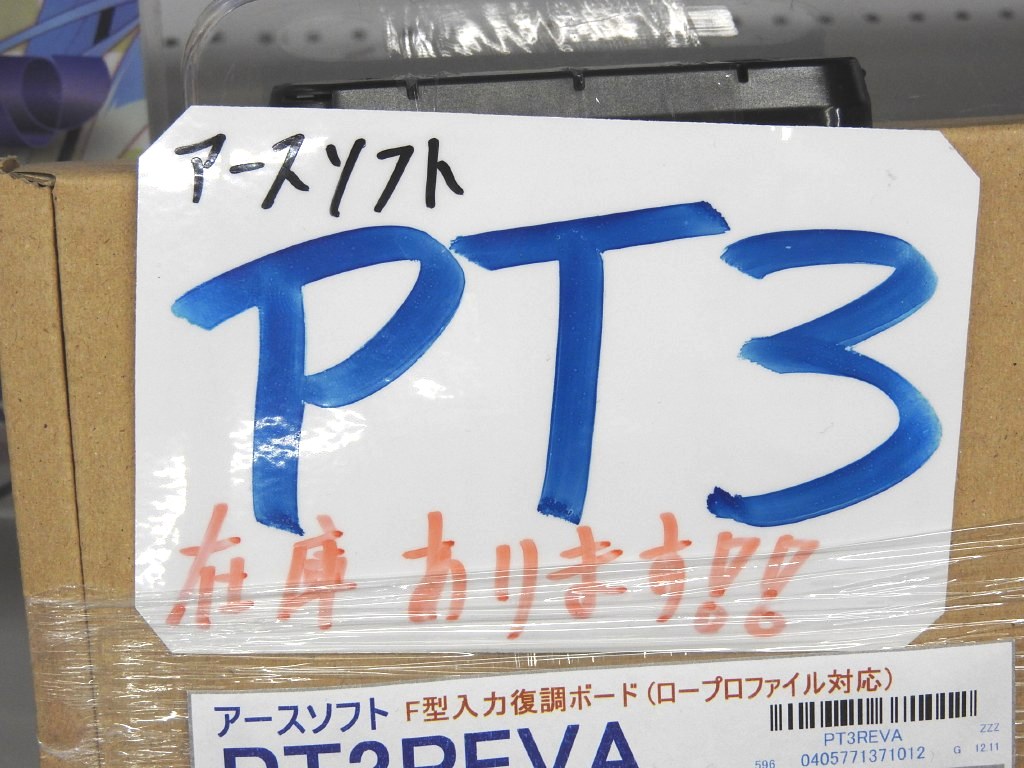 アースソフト
PT3
在庫あります!!
アースソフト F型入力復調ボード(ロープロファイル対応)
PT3REVA
PT3REVA
ZZZ
596 0405771371012 G 12.11